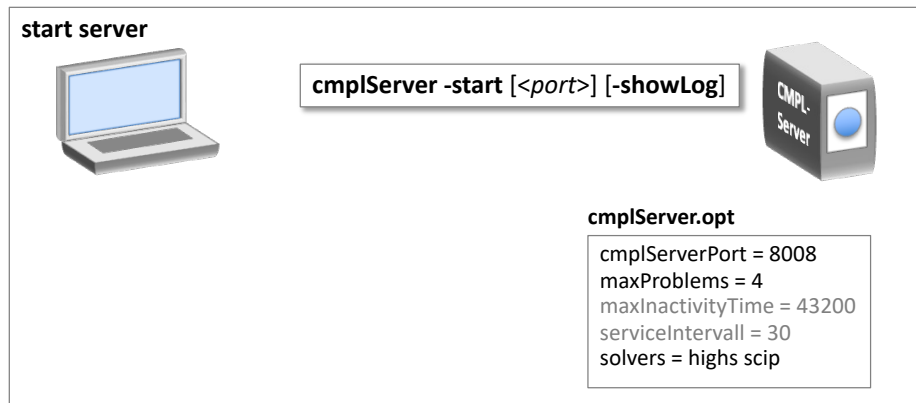 start server
cmplServer -start [<port>] [-showLog]
CMPL-
Server
cmplServer.opt
cmplServerPort = 8008
maxProblems = 4
maxInactivityTime = 43200
serviceIntervall = 30
solvers = highs scip